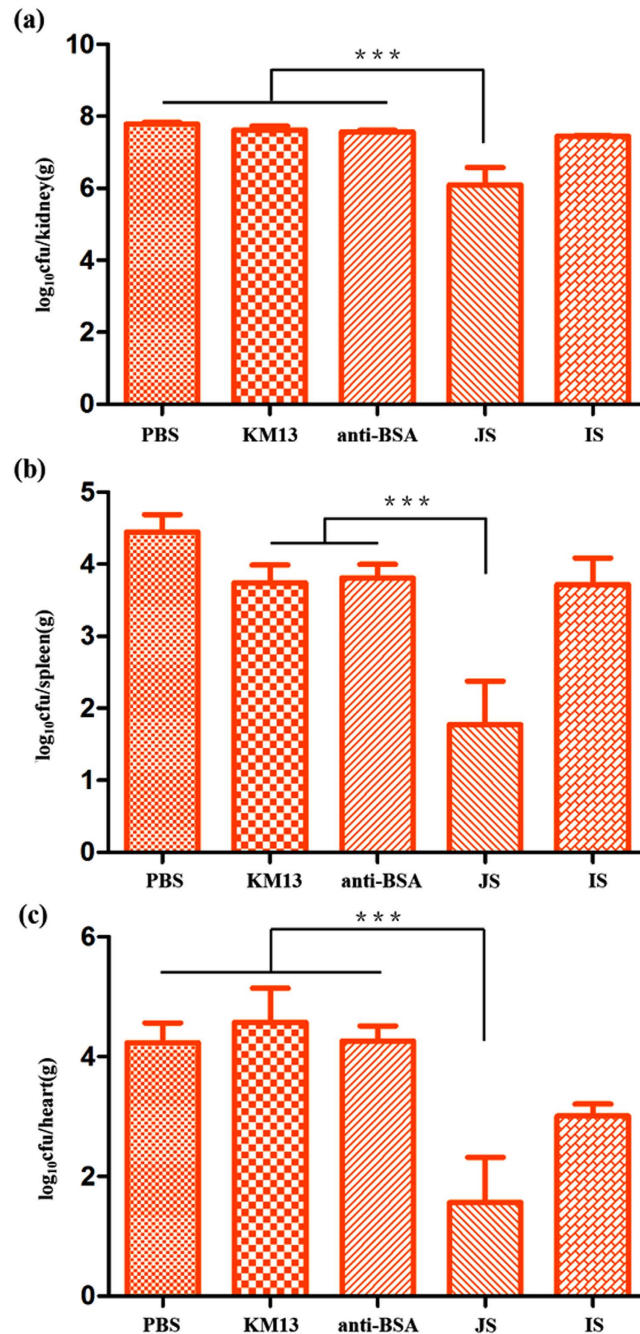 (a)
10
8
6
4
2
0
log₁₀cfu/kidney(g)
***
PBS KM13 anti-BSA JS IS
(b)
5
4
3
2
1
0
log₁₀cfu/spleen(g)
***
PBS KM13 anti-BSA JS IS
(c)
6
4
2
0
log₁₀cfu/heart(g)
***
PBS KM13 anti-BSA JS IS